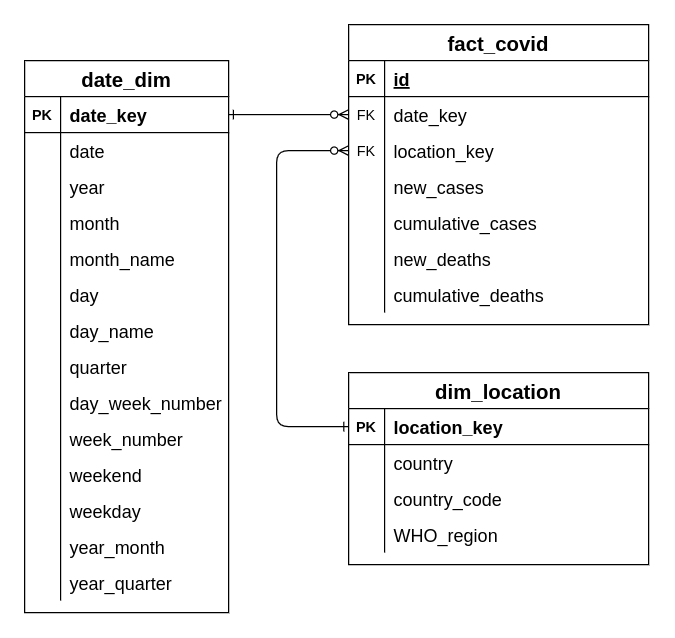 date_dim
PK date_key
date
year
month
month_name
day
day_name
quarter
day_week_number
week_number
weekend
weekday
year_month
year_quarter
fact_covid
PK id
FK date_key
FK location_key
new_cases
cumulative_cases
new_deaths
cumulative_deaths
dim_location
PK location_key
country
country_code
WHO_region